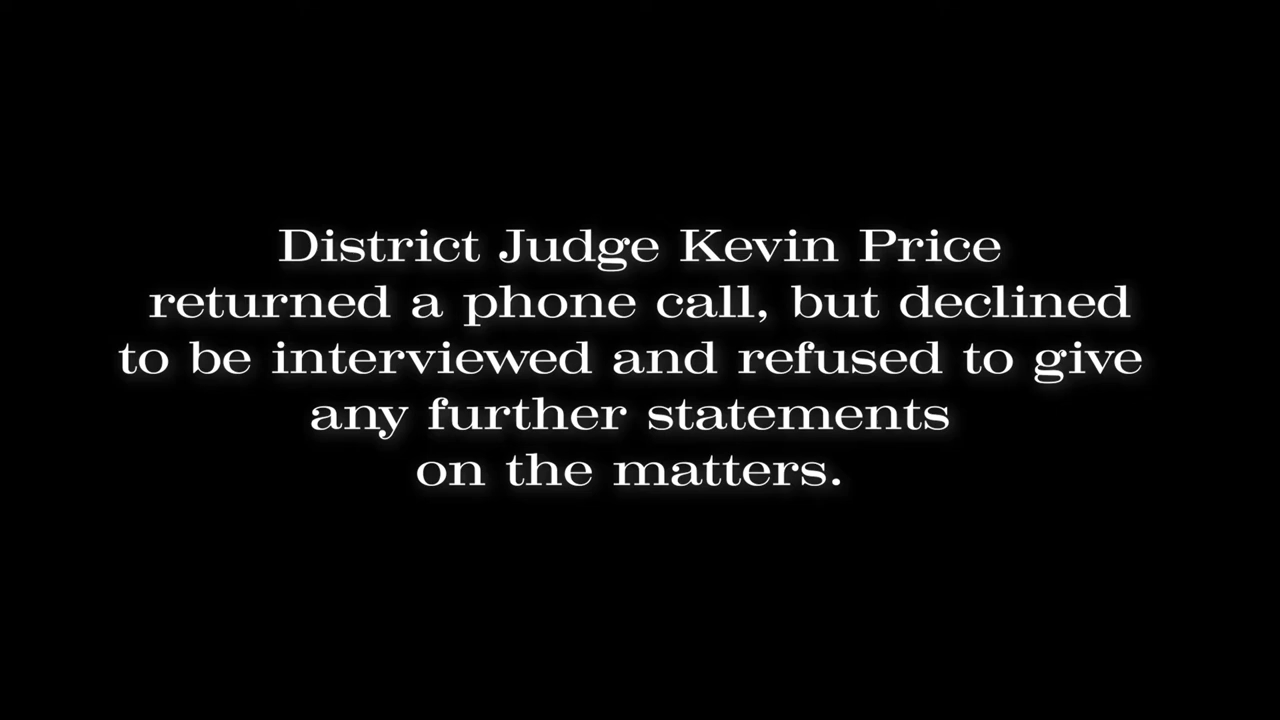 District Judge Kevin Price
returned a phone call, but declined
to be interviewed and refused to give
any further statements
on the matters.